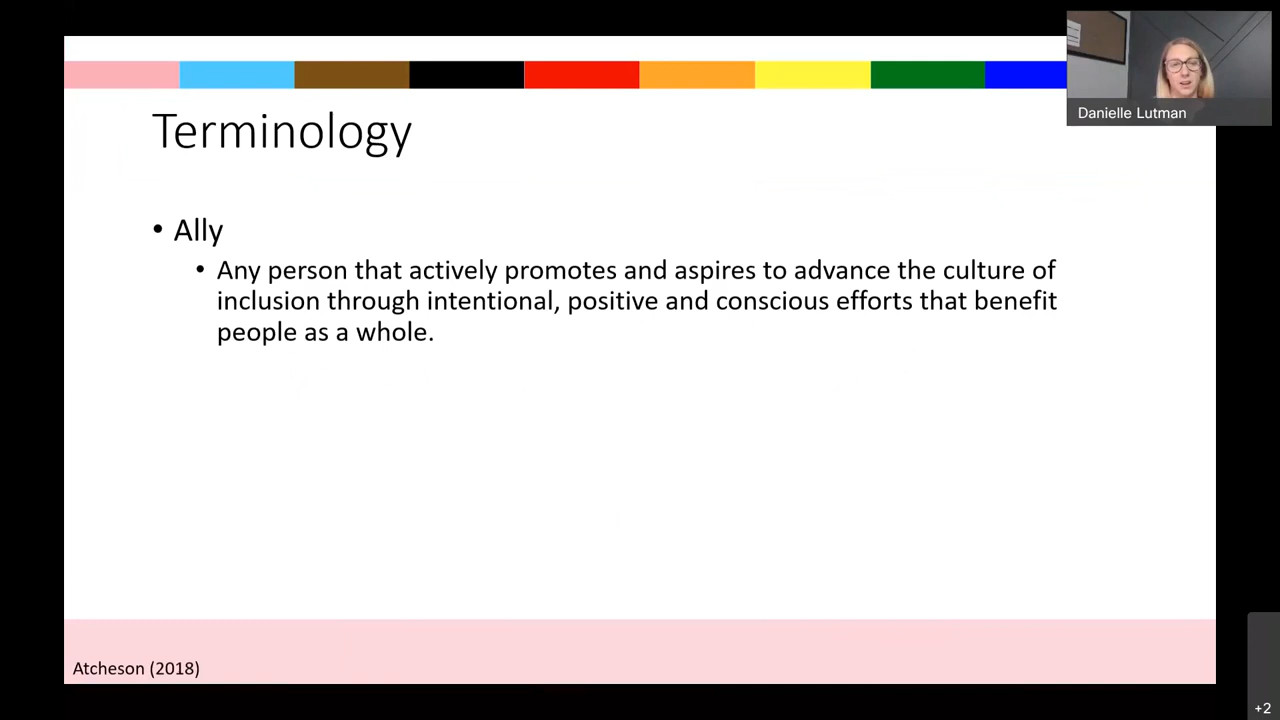 Terminology
• Ally
• Any person that actively promotes and aspires to advance the culture of
inclusion through intentional, positive and conscious efforts that benefit
people as a whole.
Atcheson (2018)
Danielle Lutman
+2